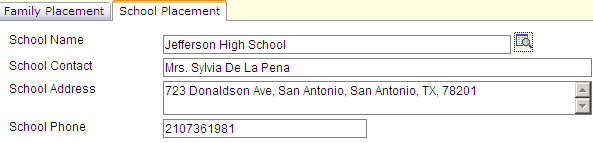 Family Placement School Placement
School Name Jefferson High School
School Contact Mrs. Sylvia De La Pena
School Address 723 Donaldson Ave, San Antonio, San Antonio, TX, 78201
School Phone 2107361981